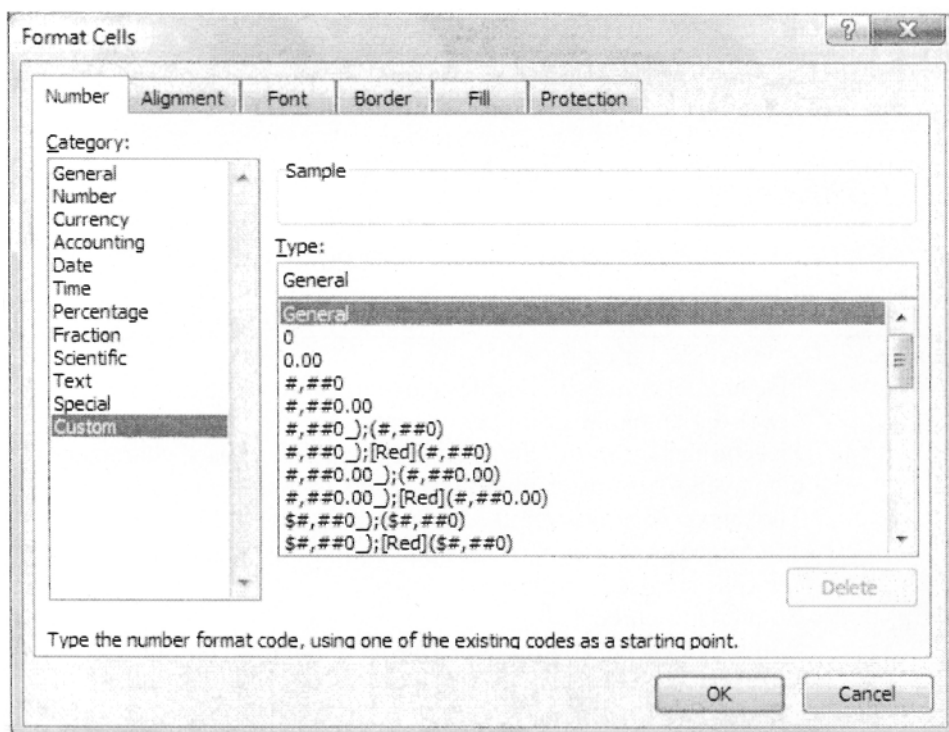 Format Cells
Number Alignment Font Border Fill Protection
Category:
General
Number
Currency
Accounting
Date
Time
Percentage
Fraction
Scientific
Text
Special
Custom
Sample
Type:
General
General
0
0.00
#,##0
#,##0.00
#,##0_);(#,##0)
#,##0_);[Red](#,##0)
#,##0.00_);(#,##0.00)
#,##0.00_);[Red](#,##0.00)
$#,##0_);($#,##0)
$#,##0_);[Red]($#,##0)
Delete
Type the number format code, using one of the existing codes as a starting point.
OK Cancel